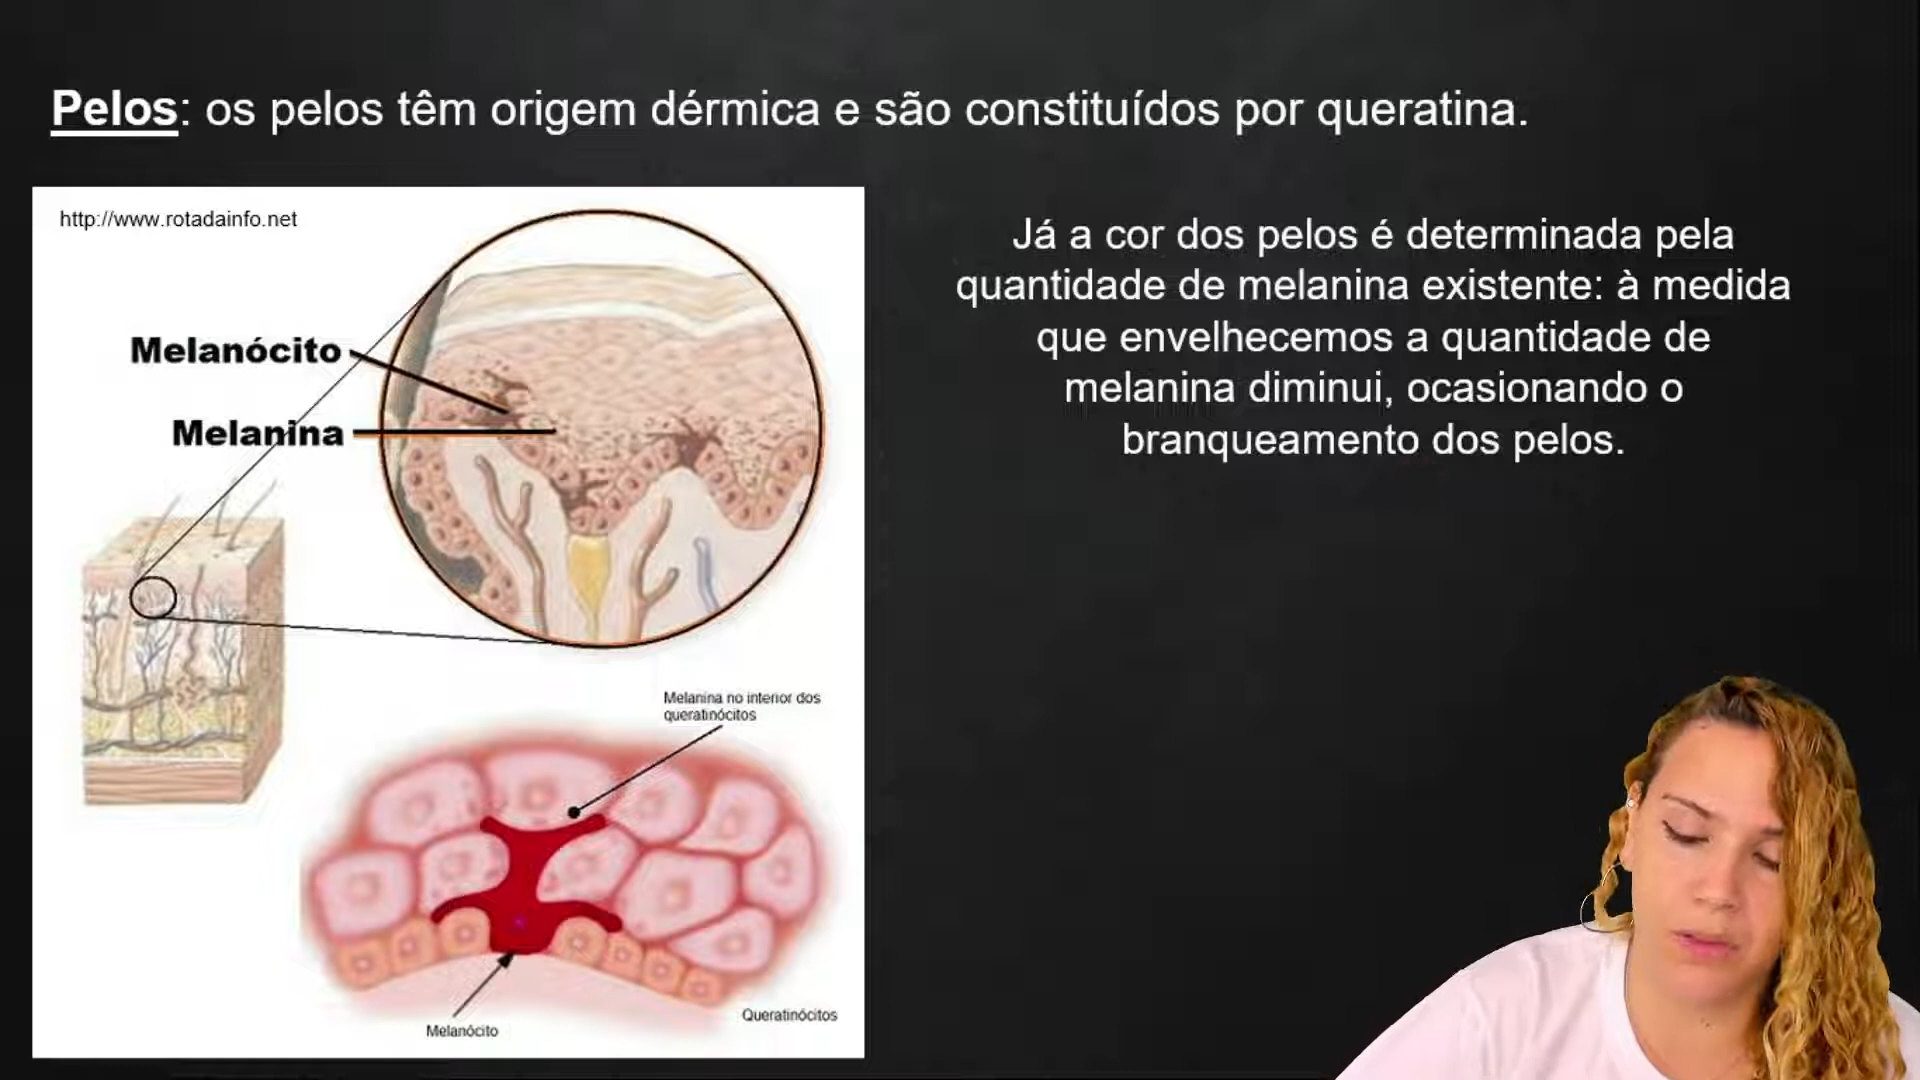 Pelos: os pelos têm origem dérmica e são constituídos por queratina.
http://www.rotadainfo.net
Melanócito
Melanina
Melanina no interior dos
queratinócitos
Melanócito
Queratinócitos
Já a cor dos pelos é determinada pela
quantidade de melanina existente: à medida
que envelhecemos a quantidade de
melanina diminui, ocasionando o
branqueamento dos pelos.